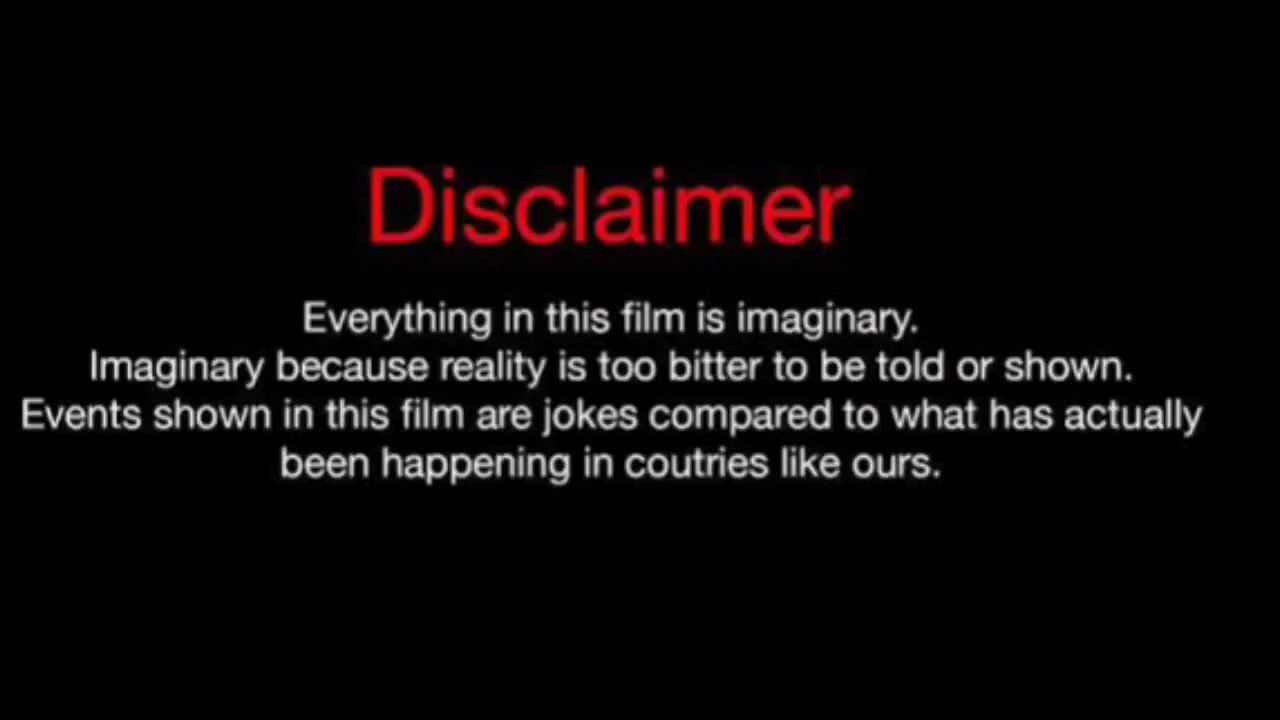 Disclaimer
Everything in this film is imaginary.
Imaginary because reality is too bitter to be told or shown.
Events shown in this film are jokes compared to what has actually
been happening in coutries like ours.